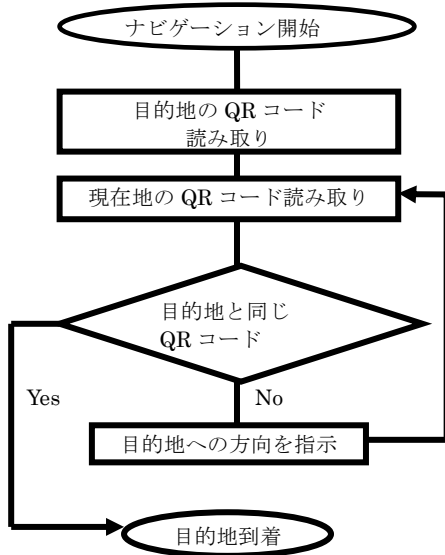 ナビゲーション開始
目的地の QR コード
読み取り
現在地の QR コード読み取り
目的地と同じ
QR コード
Yes
No
目的地への方向を指示
目的地到着